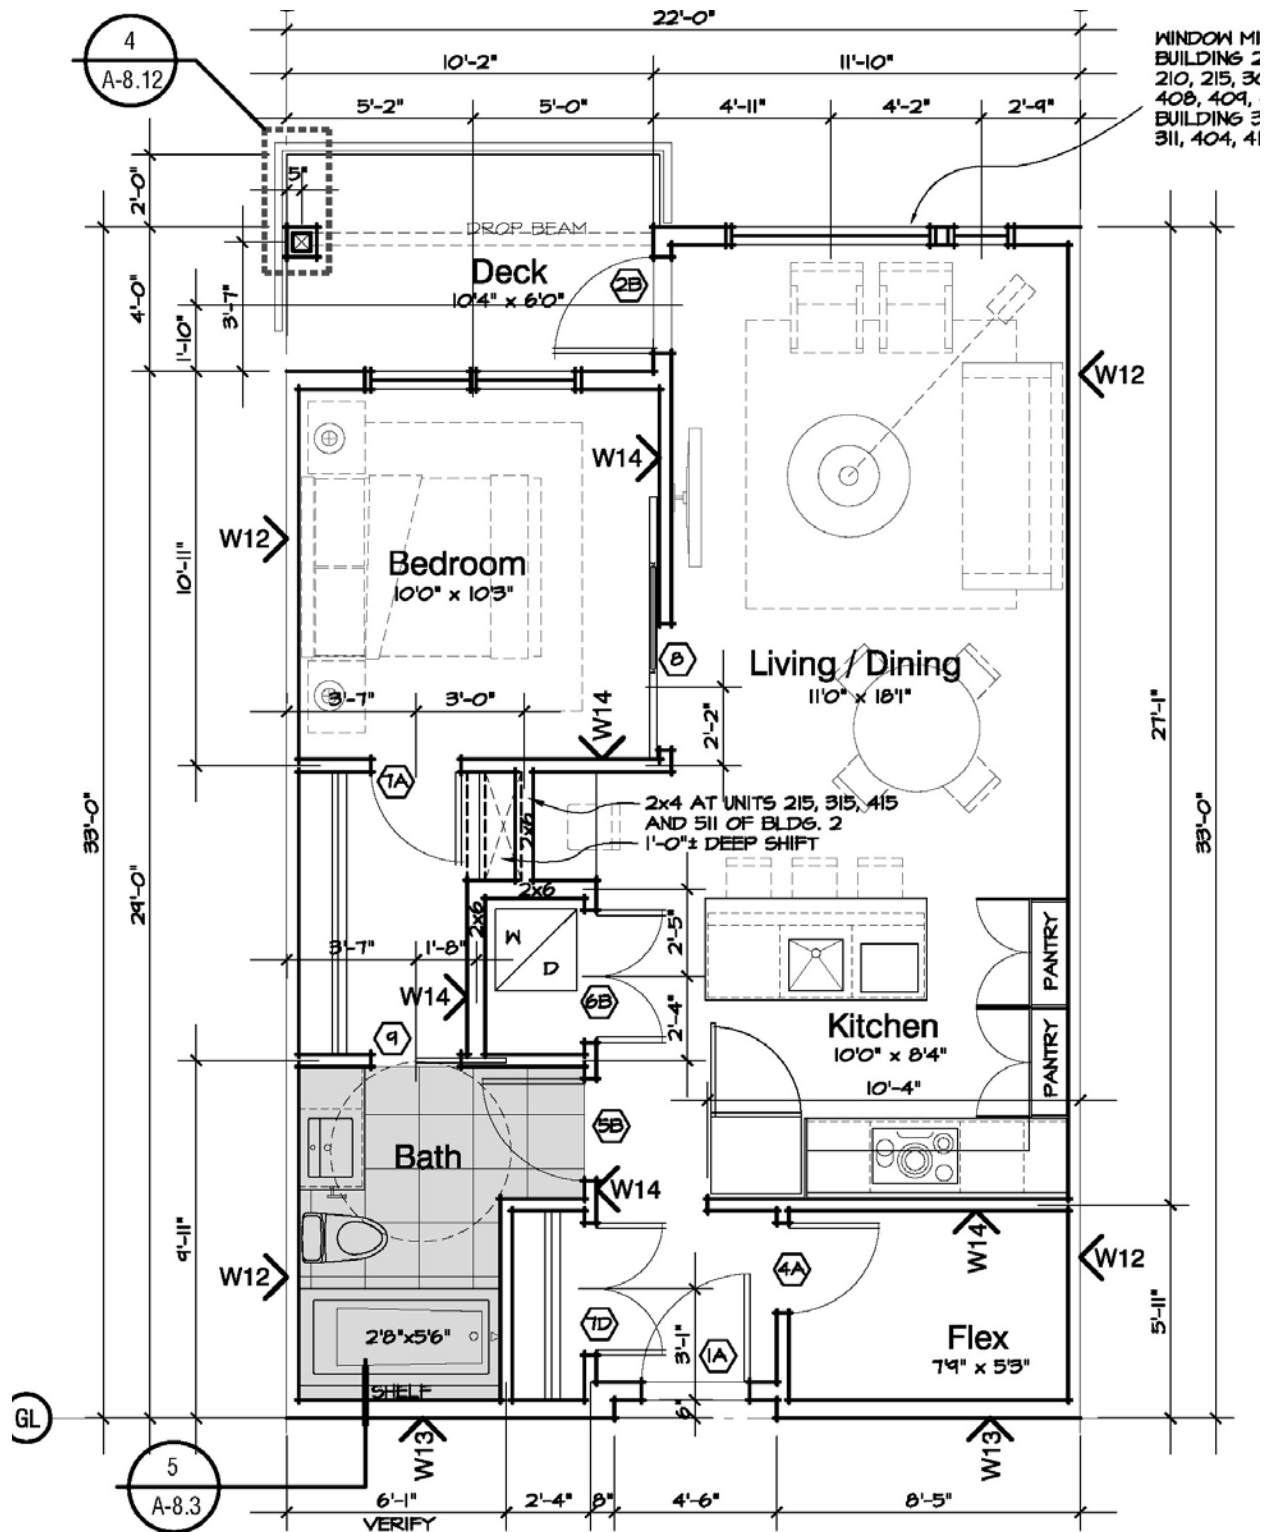 22'-0"
4
A-8.12
10'-2"
11'-10"
WINDOW MI
BUILDING 2
210, 215, 30
408, 409,
BUILDING 3
311, 404, 41
5'-2"
5'-0"
4'-11"
4'-2"
2'-9"
2'-0"
5"
DROP BEAM
Deck
10'4" x 6'0"
2B
4'-0"
3'-7"
1'-10"
W12
W14
W12
Bedroom
10'0" x 10'3"
10'-11"
8
Living / Dining
11'0" x 18'1"
3'-7"
3'-0"
W14
2'-2"
27'-1"
33'-0"
33'-0"
7A
2x4 AT UNITS 215, 315, 415
AND 511 OF BLDG. 2
1'-0"± DEEP SHIFT
2x6
2x6
2x6
29'-0"
W
D
3'-7"
1'-8"
2'-5"
PANTRY
W14
6B
2'-4"
9
Kitchen
10'0" x 8'4"
PANTRY
10'-4"
5B
Bath
W14
9'-11"
W14
W12
W12
4A
7D
2'8"x5'6"
3'-1"
1A
Flex
7'9" x 5'3"
5'-11"
SHELF
6"
GL
W13
W13
5
A-8.3
6'-1"
VERIFY
2'-4"
8"
4'-6"
8'-5"